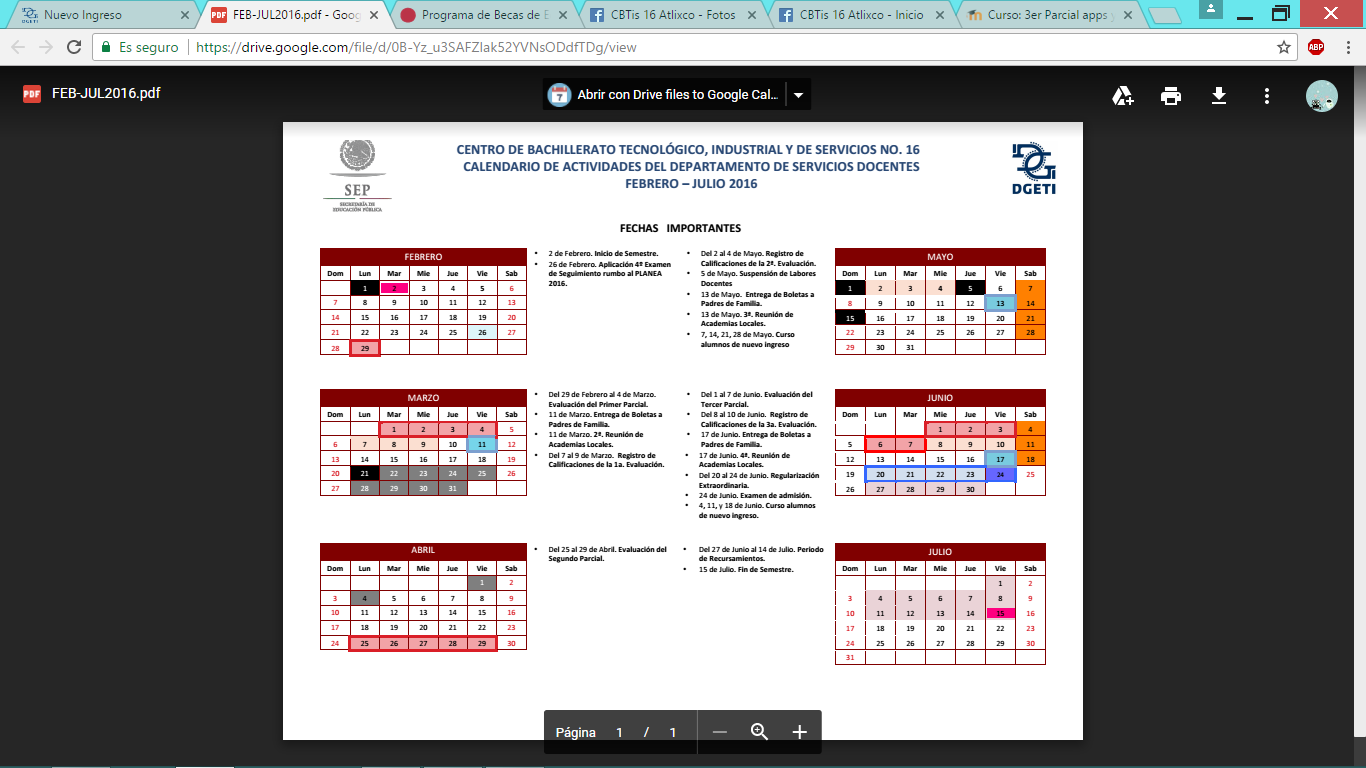 Nuevo Ingreso
FEB-JUL2016.pdf - Goog
Programa de Becas de E
CBTis 16 Atlixco - Fotos
CBTis 16 Atlixco - Inicio
Curso: 3er Parcial apps
Es seguro
https://drive.google.com/file/d/0B-Yz_u3SAFZlak52YVNsODdfTDg/view
ABP
PDF
FEB-JUL2016.pdf
7
Abrir con Drive files to Google Cal...
SEP
SECRETARÍA DE
EDUCACIÓN PÚBLICA
CENTRO DE BACHILLERATO TECNOLÓGICO, INDUSTRIAL Y DE SERVICIOS NO. 16
CALENDARIO DE ACTIVIDADES DEL DEPARTAMENTO DE SERVICIOS DOCENTES
FEBRERO – JULIO 2016
DGETI
FECHAS IMPORTANTES
FEBRERO
Dom Lun Mar Mie Jue Vie Sab
1 2 3 4 5 6
7 8 9 10 11 12 13
14 15 16 17 18 19 20
21 22 23 24 25 26 27
28 29
• 2 de Febrero. Inicio de Semestre.
• 26 de Febrero. Aplicación 4º Examen
de Seguimiento rumbo al PLANEA
2016.
• Del 2 al 4 de Mayo. Registro de
Calificaciones de la 2ª. Evaluación.
• 5 de Mayo. Suspensión de Labores
Docentes
• 13 de Mayo. Entrega de Boletas a
Padres de Familia.
• 13 de Mayo. 3ª. Reunión de
Academias Locales.
• 7, 14, 21, 28 de Mayo. Curso
alumnos de nuevo ingreso
MAYO
Dom Lun Mar Mie Jue Vie Sab
1 2 3 4 5 6 7
8 9 10 11 12 13 14
15 16 17 18 19 20 21
22 23 24 25 26 27 28
29 30 31
MARZO
Dom Lun Mar Mie Jue Vie Sab
1 2 3 4 5
6 7 8 9 10 11 12
13 14 15 16 17 18 19
20 21 22 23 24 25 26
27 28 29 30 31
• Del 29 de Febrero al 4 de Marzo.
Evaluación del Primer Parcial.
• 11 de Marzo. Entrega de Boletas a
Padres de Familia.
• 11 de Marzo. 2ª. Reunión de
Academias Locales.
• Del 7 al 9 de Marzo. Registro de
Calificaciones de la 1a. Evaluación.
• Del 1 al 7 de Junio. Evaluación del
Tercer Parcial.
• Del 8 al 10 de Junio. Registro de
Calificaciones de la 3a. Evaluación.
• 17 de Junio. Entrega de Boletas a
Padres de Familia.
• 17 de Junio. 4ª. Reunión de
Academias Locales.
• Del 20 al 24 de Junio. Regularización
Extraordinaria.
• 24 de Junio. Examen de admisión.
• 4, 11, y 18 de Junio. Curso alumnos
de nuevo ingreso.
JUNIO
Dom Lun Mar Mie Jue Vie Sab
1 2 3 4
5 6 7 8 9 10 11
12 13 14 15 16 17 18
19 20 21 22 23 24 25
26 27 28 29 30
ABRIL
Dom Lun Mar Mie Jue Vie Sab
1 2
3 4 5 6 7 8 9
10 11 12 13 14 15 16
17 18 19 20 21 22 23
24 25 26 27 28 29 30
• Del 25 al 29 de Abril. Evaluación del
Segundo Parcial.
• Del 27 de Junio al 14 de Julio. Periodo
de Recursamientos.
• 15 de Julio. Fin de Semestre.
JULIO
Dom Lun Mar Mie Jue Vie Sab
1 2
3 4 5 6 7 8 9
10 11 12 13 14 15 16
17 18 19 20 21 22 23
24 25 26 27 28 29 30
31
Página 1 / 1